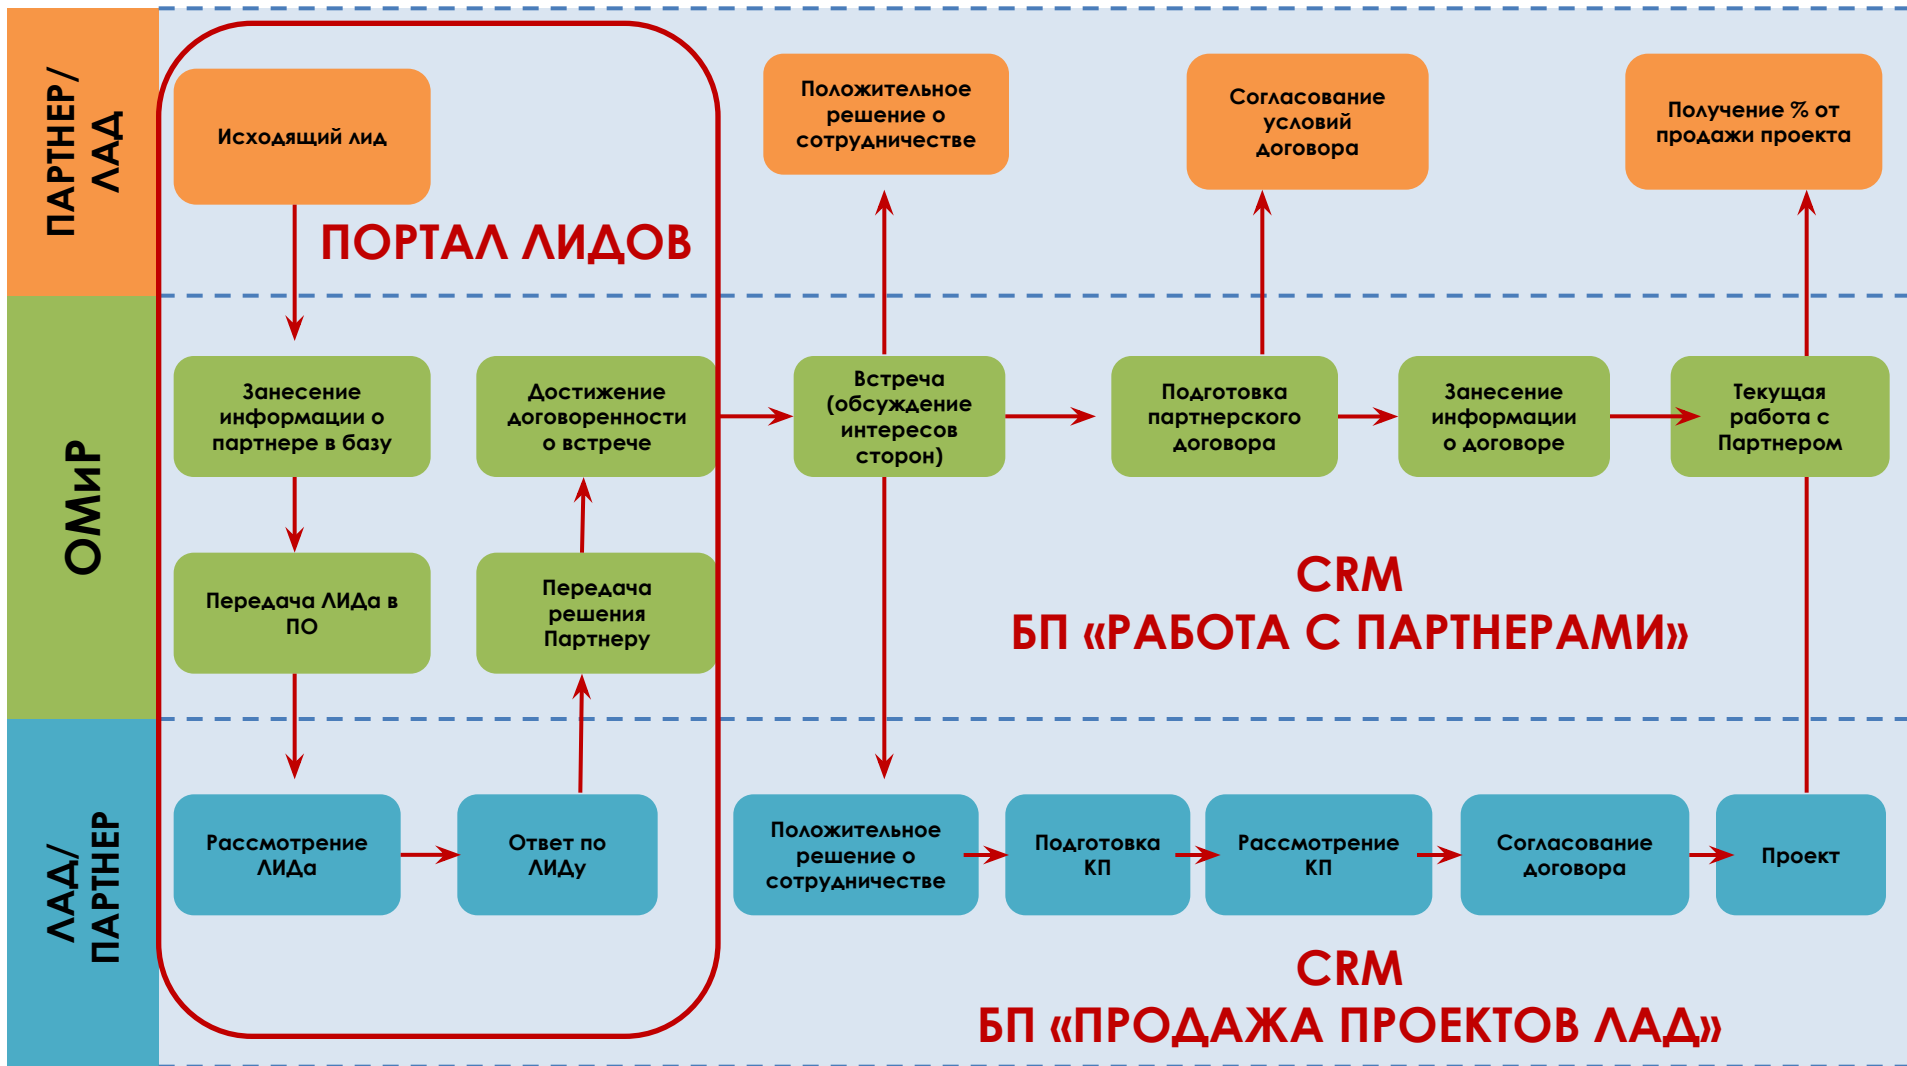 ПАРТНЕР/
ЛАД
Исходящий лид
Положительное
решение о
сотрудничестве
Согласование
условий
договора
Получение % от
продажи проекта
ПОРТАЛ ЛИДОВ
ОМиР
Занесение
информации о
партнере в базу
Достижение
договоренности
о встрече
Встреча
(обсуждение
интересов
сторон)
Подготовка
партнерского
договора
Занесение
информации
о договоре
Текущая
работа с
Партнером
Передача ЛИДа в
ПО
Передача
решения
Партнеру
CRM
БП «РАБОТА С ПАРТНЕРАМИ»
ЛАД/
ПАРТНЕР
Рассмотрение
ЛИДа
Ответ по
ЛИДу
Положительное
решение о
сотрудничестве
Подготовка
КП
Рассмотрение
КП
Согласование
договора
Проект
CRM
БП «ПРОДАЖА ПРОЕКТОВ ЛАД»